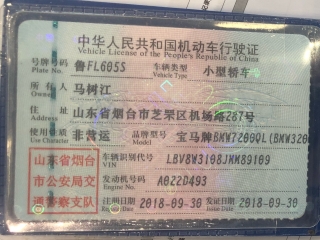 中华人民共和国机动车行驶证
Vehicle License of the People's Republic of China
号牌号码 鲁FL605S 车辆类型 小型轿车
Plate No. Vehicle Type
所有人 马树江
Owner
住址 山东省烟台市芝罘区机场路287号
Address
使用性质 非营运 品牌型号 宝马牌BMW7200QL(BMW320
山东省烟台
市公安局交
通警察支队
车辆识别代号 LBV8W3108JMM89109
VIN
发动机号码 A022D493
Engine No.
注册日期 2018-09-30 发证日期 2018-09-30
Register Date Issue Date